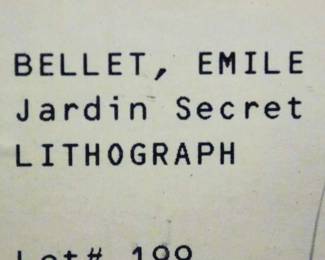 BELLET, EMILE
Jardin Secret
LITHOGRAPH
Lot# 199